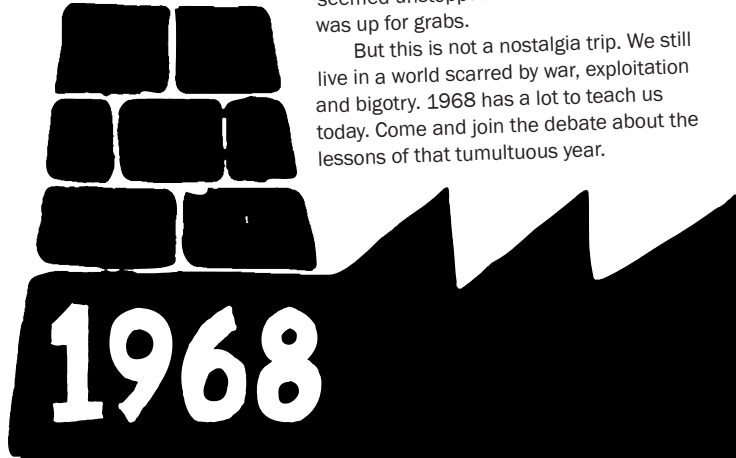 was up for grabs.
But this is not a nostalgia trip. We still
live in a world scarred by war, exploitation
and bigotry. 1968 has a lot to teach us
today. Come and join the debate about the
lessons of that tumultuous year.
1968